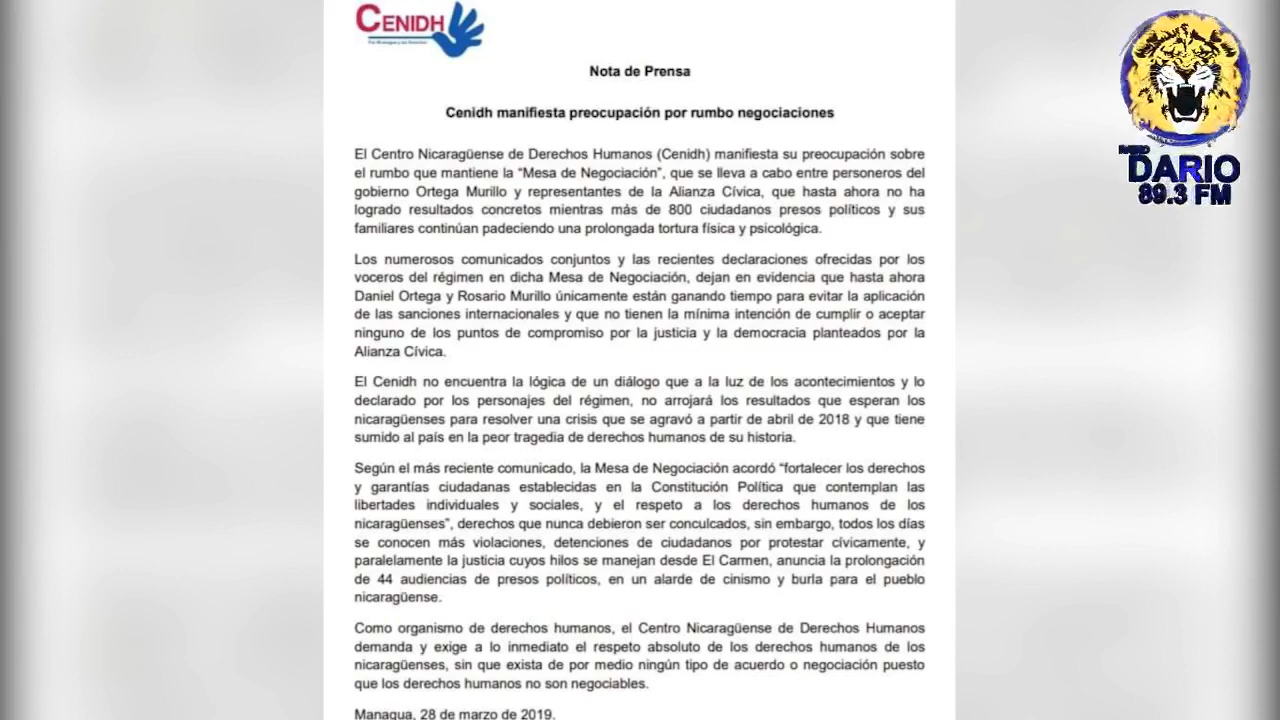 CENIDH
Nota de Prensa
Cenidh manifiesta preocupación por rumbo negociaciones
El Centro Nicaragüense de Derechos Humanos (Cenidh) manifiesta su preocupación sobre
el rumbo que mantiene la “Mesa de Negociación”, que se lleva a cabo entre personeros del
gobierno Ortega Murillo y representantes de la Alianza Cívica, que hasta ahora no ha
logrado resultados concretos mientras más de 800 ciudadanos presos políticos y sus
familiares continúan padeciendo una prolongada tortura física y psicológica.
Los numerosos comunicados conjuntos y las recientes declaraciones ofrecidas por los
voceros del régimen en dicha Mesa de Negociación, dejan en evidencia que hasta ahora
Daniel Ortega y Rosario Murillo únicamente están ganando tiempo para evitar la aplicación
de las sanciones internacionales y que no tienen la mínima intención de cumplir o aceptar
ninguno de los puntos de compromiso por la justicia y la democracia planteados por la
Alianza Cívica.
El Cenidh no encuentra la lógica de un diálogo que a la luz de los acontecimientos y lo
declarado por los personajes del régimen, no arrojará los resultados que esperan los
nicaragüenses para resolver una crisis que se agravó a partir de abril de 2018 y que tiene
sumido al país en la peor tragedia de derechos humanos de su historia.
Según el más reciente comunicado, la Mesa de Negociación acordó “fortalecer los derechos
y garantías ciudadanas establecidas en la Constitución Política que contemplan las
libertades individuales y sociales, y el respeto a los derechos humanos de los
nicaragüenses”, derechos que nunca debieron ser conculcados, sin embargo, todos los días
se conocen más violaciones, detenciones de ciudadanos por protestar cívicamente, y
paralelamente la justicia cuyos hilos se manejan desde El Carmen, anuncia la prolongación
de 44 audiencias de presos políticos, en un alarde de cinismo y burla para el pueblo
nicaragüense.
Como organismo de derechos humanos, el Centro Nicaragüense de Derechos Humanos
demanda y exige a lo inmediato el respeto absoluto de los derechos humanos de los
nicaragüenses, sin que exista de por medio ningún tipo de acuerdo o negociación puesto
que los derechos humanos no son negociables.
Managua, 28 de marzo de 2019.
RADIO
DARIO
89.3 FM